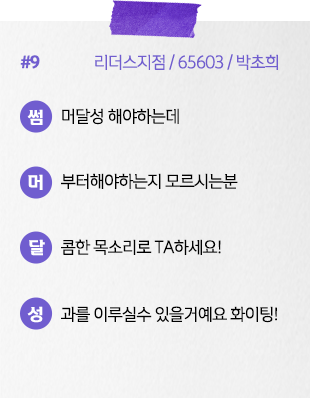 #9 리더스지점 / 65603 / 박초희
썸 머달성 해야하는데
머 부터해야하는지 모르시는분
달 콤한 목소리로 TA하세요!
성 과를 이루실수 있을거예요 화이팅!